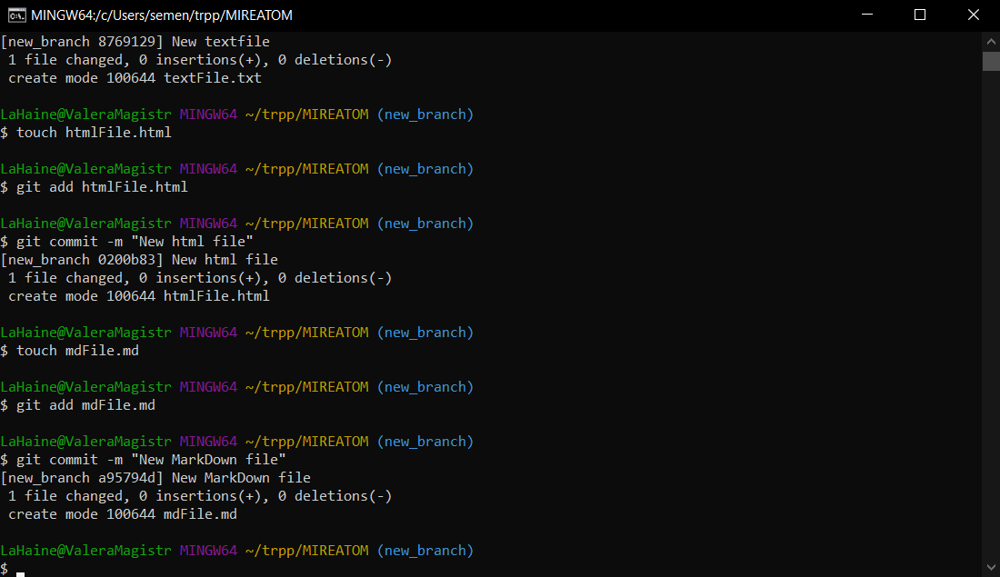 MINGW64:/c/Users/semen/trpp/MIREATOM
[new_branch 8769129] New textfile
 1 file changed, 0 insertions(+), 0 deletions(-)
 create mode 100644 textFile.txt
LaHaine@ValeraMagistr MINGW64 ~/trpp/MIREATOM (new_branch)
$ touch htmlFile.html
LaHaine@ValeraMagistr MINGW64 ~/trpp/MIREATOM (new_branch)
$ git add htmlFile.html
LaHaine@ValeraMagistr MINGW64 ~/trpp/MIREATOM (new_branch)
$ git commit -m "New html file"
[new_branch 0200b83] New html file
 1 file changed, 0 insertions(+), 0 deletions(-)
 create mode 100644 htmlFile.html
LaHaine@ValeraMagistr MINGW64 ~/trpp/MIREATOM (new_branch)
$ touch mdFile.md
LaHaine@ValeraMagistr MINGW64 ~/trpp/MIREATOM (new_branch)
$ git add mdFile.md
LaHaine@ValeraMagistr MINGW64 ~/trpp/MIREATOM (new_branch)
$ git commit -m "New MarkDown file"
[new_branch a95794d] New MarkDown file
 1 file changed, 0 insertions(+), 0 deletions(-)
 create mode 100644 mdFile.md
LaHaine@ValeraMagistr MINGW64 ~/trpp/MIREATOM (new_branch)
$